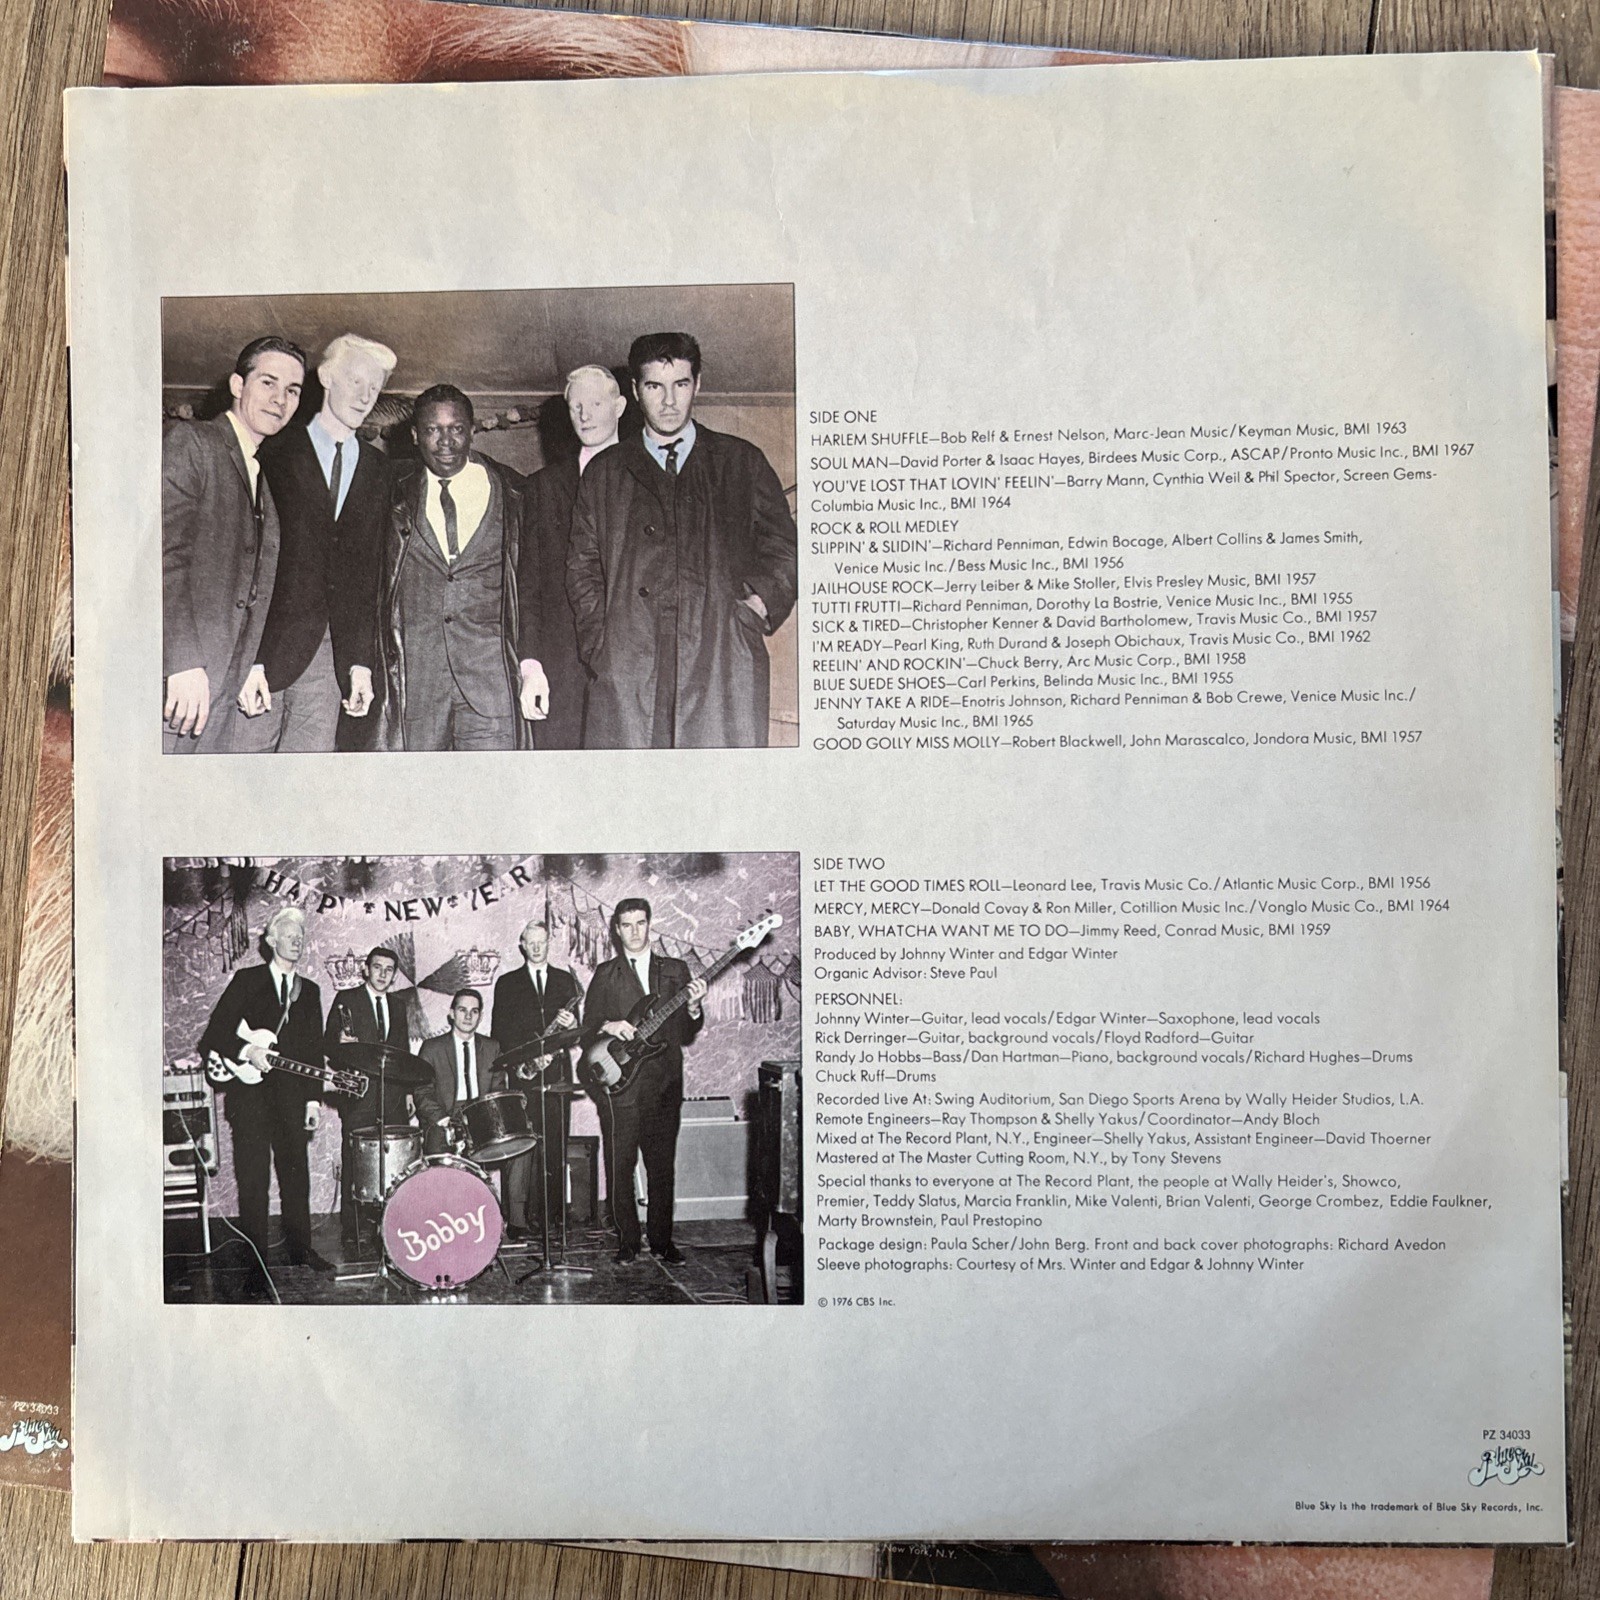 SIDE ONE
HARLEM SHUFFLE—Bob Relf & Ernest Nelson, Marc-Jean Music/Keyman Music, BMI 1963
SOUL MAN—David Porter & Isaac Hayes, Birdees Music Corp., ASCAP/Pronto Music Inc., BMI 1967
YOU'VE LOST THAT LOVIN' FEELIN'—Barry Mann, Cynthia Weil & Phil Spector, Screen Gems-
Columbia Music Inc., BMI 1964
ROCK & ROLL MEDLEY
SLIPPIN' & SLIDIN'—Richard Penniman, Edwin Bocage, Albert Collins & James Smith,
Venice Music Inc./Bess Music Inc., BMI 1956
JAILHOUSE ROCK—Jerry Leiber & Mike Stoller, Elvis Presley Music, BMI 1957
TUTTI FRUTTI—Richard Penniman, Dorothy La Bostrie, Venice Music Inc., BMI 1955
SICK & TIRED—Christopher Kenner & David Bartholomew, Travis Music Co., BMI 1957
I'M READY—Pearl King, Ruth Durand & Joseph Obichaux, Travis Music Co., BMI 1962
REELIN' AND ROCKIN'—Chuck Berry, Arc Music Corp., BMI 1958
BLUE SUEDE SHOES—Carl Perkins, Belinda Music Inc., BMI 1955
JENNY TAKE A RIDE—Enotris Johnson, Richard Penniman & Bob Crewe, Venice Music Inc./
Saturday Music Inc., BMI 1965
GOOD GOLLY MISS MOLLY—Robert Blackwell, John Marascalco, Jondora Music, BMI 1957
HAPPY NEW YEAR
Bobby
SIDE TWO
LET THE GOOD TIMES ROLL—Leonard Lee, Travis Music Co./Atlantic Music Corp., BMI 1956
MERCY, MERCY—Donald Covay & Ron Miller, Cotillion Music Inc./Vonglo Music Co., BMI 1964
BABY, WHATCHA WANT ME TO DO—Jimmy Reed, Conrad Music, BMI 1959
Produced by Johnny Winter and Edgar Winter
Organic Advisor: Steve Paul
PERSONNEL:
Johnny Winter—Guitar, lead vocals/Edgar Winter—Saxophone, lead vocals
Rick Derringer—Guitar, background vocals/Floyd Radford—Guitar
Randy Jo Hobbs—Bass/Dan Hartman—Piano, background vocals/Richard Hughes—Drums
Chuck Ruff—Drums
Recorded Live At: Swing Auditorium, San Diego Sports Arena by Wally Heider Studios, L.A.
Remote Engineers—Ray Thompson & Shelly Yakus/Coordinator—Andy Bloch
Mixed at The Record Plant, N.Y., Engineer—Shelly Yakus, Assistant Engineer—David Thoerner
Mastered at The Master Cutting Room, N.Y., by Tony Stevens
Special thanks to everyone at The Record Plant, the people at Wally Heider's, Showco,
Premier, Teddy Slatus, Marcia Franklin, Mike Valenti, Brian Valenti, George Crombez, Eddie Faulkner,
Marty Brownstein, Paul Prestopino
Package design: Paula Scher/John Berg. Front and back cover photographs: Richard Avedon
Sleeve photographs: Courtesy of Mrs. Winter and Edgar & Johnny Winter
© 1976 CBS Inc.
PZ 34033
Blue Sky
PZ 34033
Blue Sky
Blue Sky is the trademark of Blue Sky Records, Inc.
New York, N.Y.